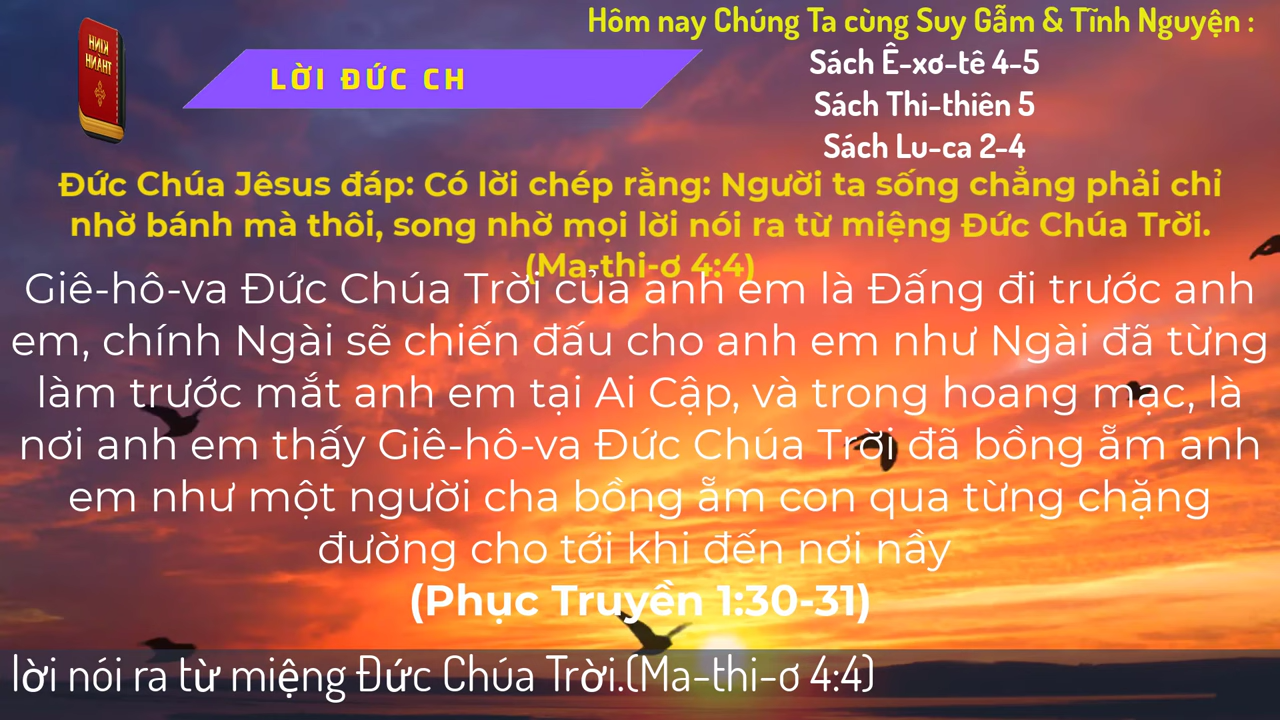 Hôm nay Chúng Ta cùng Suy Gẫm & Tĩnh Nguyện :
KINH
THÁNH
LỜI ĐỨC CH
Sách Ê-xơ-tê 4-5
Sách Thi-thiên 5
Sách Lu-ca 2-4
Đức Chúa Jêsus đáp: Có lời chép rằng: Người ta sống chẳng phải chỉ
nhờ bánh mà thôi, song nhờ mọi lời nói ra từ miệng Đức Chúa Trời.
(Ma-thi-ơ 4:4)
Giê-hô-va Đức Chúa Trời của anh em là Đấng đi trước anh
em, chính Ngài sẽ chiến đấu cho anh em như Ngài đã từng
làm trước mắt anh em tại Ai Cập, và trong hoang mạc, là
nơi anh em thấy Giê-hô-va Đức Chúa Trời đã bồng ẵm anh
em như một người cha bồng ẵm con qua từng chặng
đường cho tới khi đến nơi nầy
(Phục Truyền 1:30-31)
lời nói ra từ miệng Đức Chúa Trời.(Ma-thi-ơ 4:4)